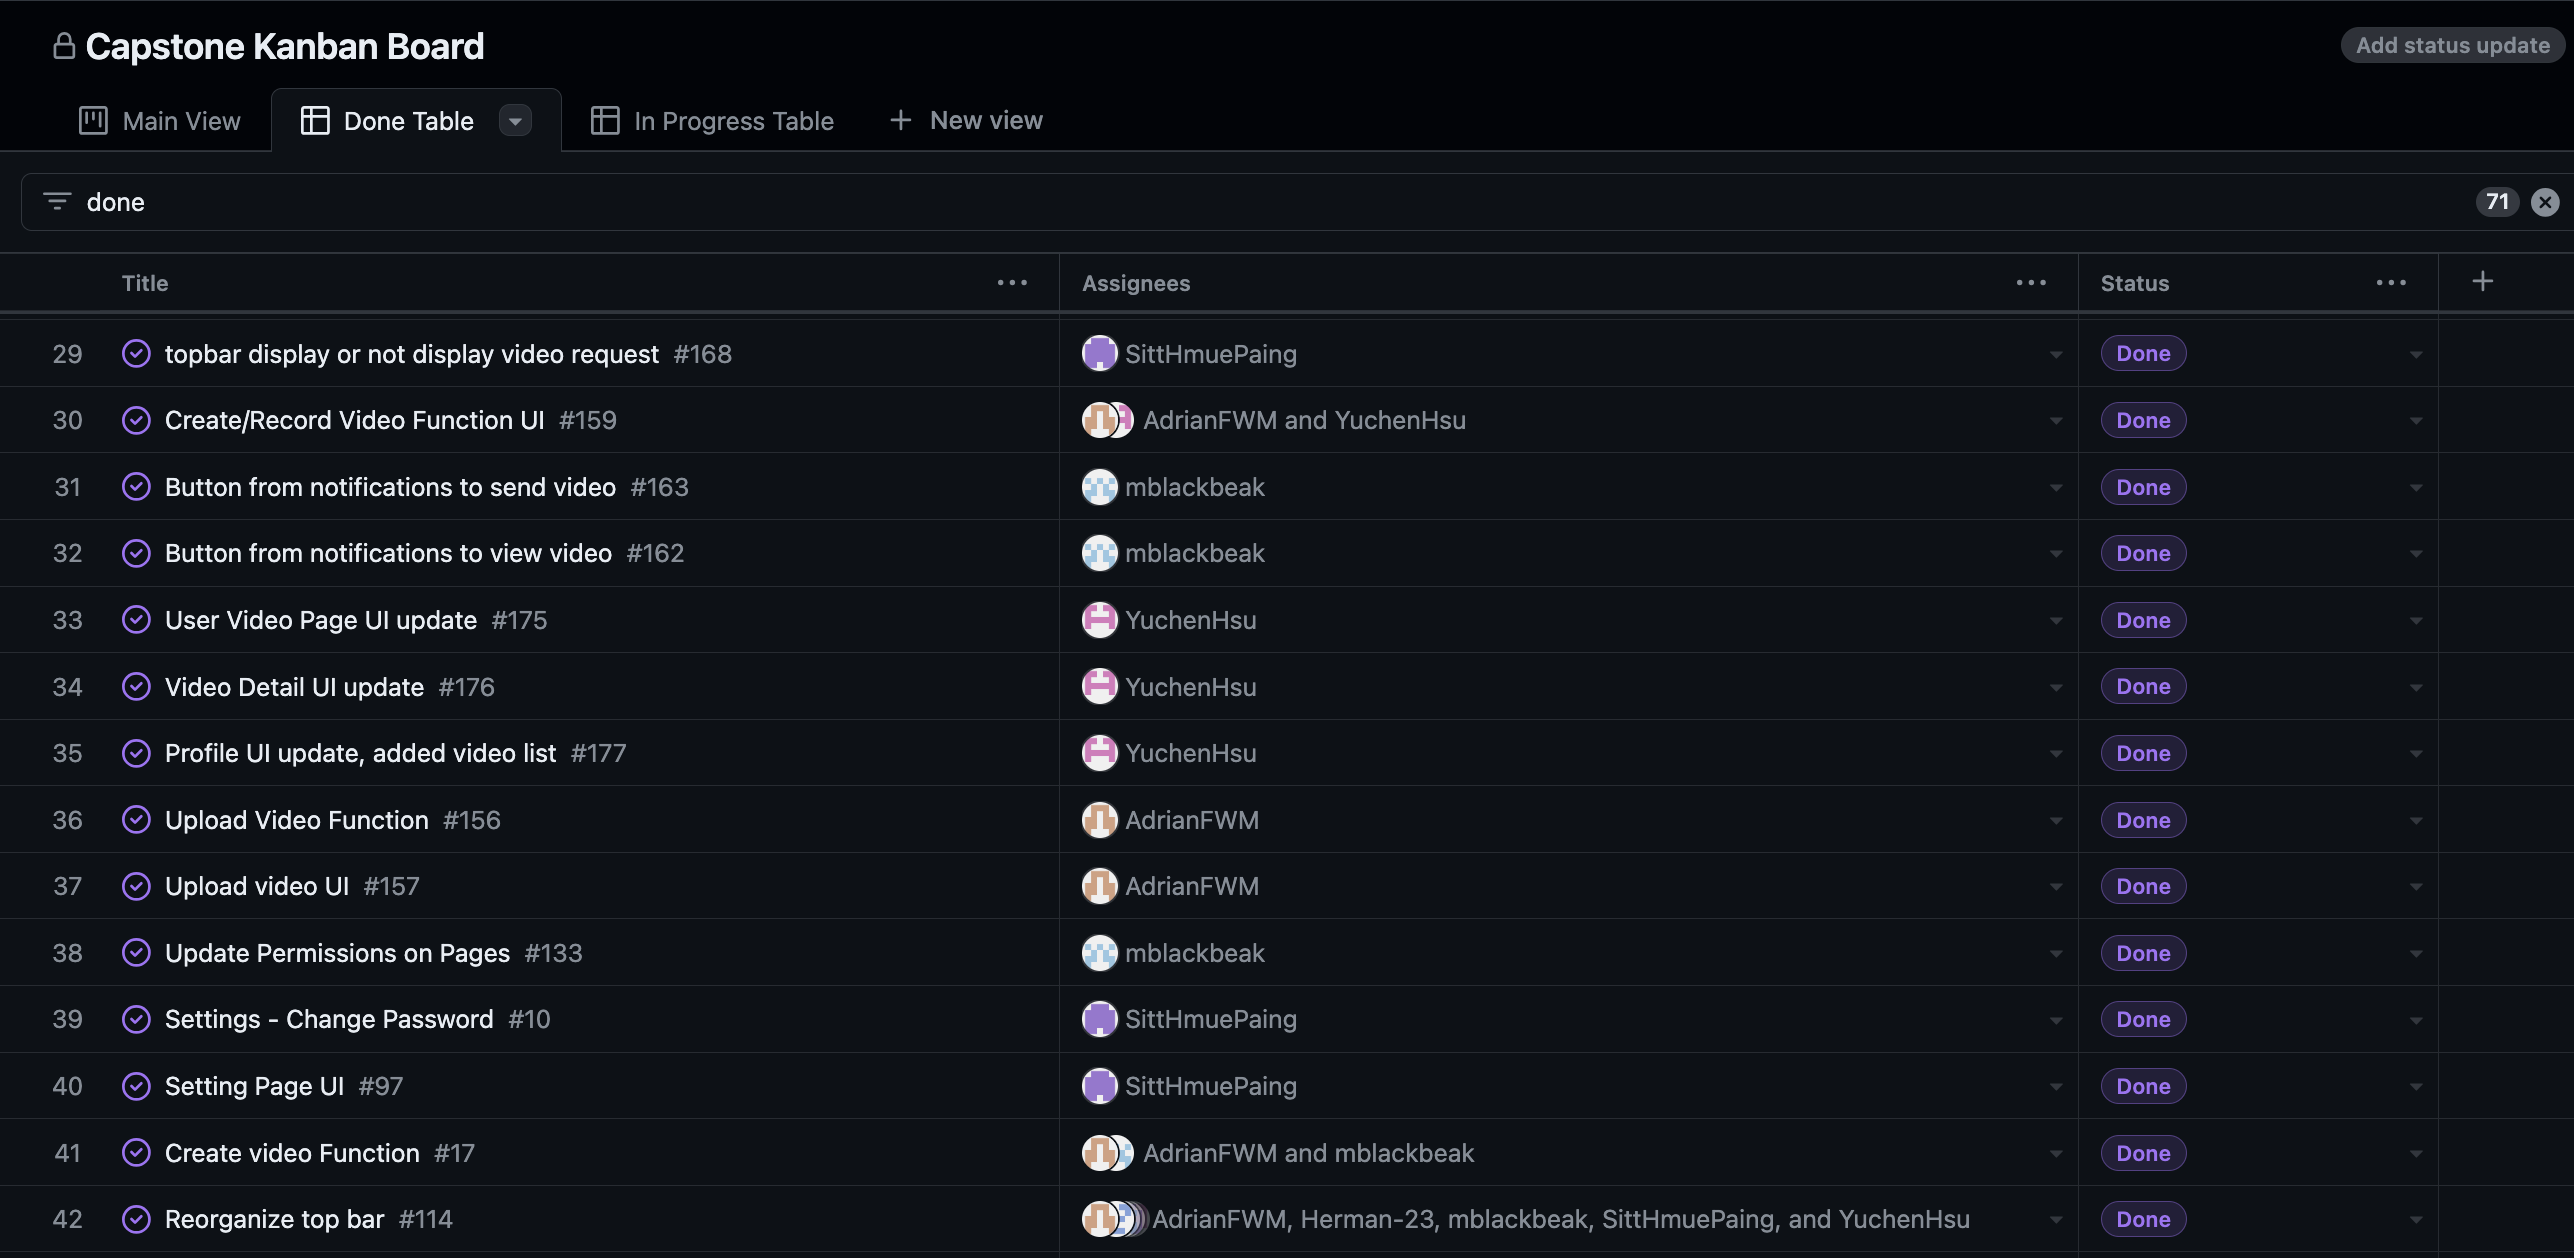 Capstone Kanban Board
Add status update
Main View Done Table In Progress Table New view
done 71
Title Assignees Status
29 topbar display or not display video request #168 SittHmuePaing Done
30 Create/Record Video Function UI #159 AdrianFWM and YuchenHsu Done
31 Button from notifications to send video #163 mblackbeak Done
32 Button from notifications to view video #162 mblackbeak Done
33 User Video Page UI update #175 YuchenHsu Done
34 Video Detail UI update #176 YuchenHsu Done
35 Profile UI update, added video list #177 YuchenHsu Done
36 Upload Video Function #156 AdrianFWM Done
37 Upload video UI #157 AdrianFWM Done
38 Update Permissions on Pages #133 mblackbeak Done
39 Settings - Change Password #10 SittHmuePaing Done
40 Setting Page UI #97 SittHmuePaing Done
41 Create video Function #17 AdrianFWM and mblackbeak Done
42 Reorganize top bar #114 AdrianFWM, Herman-23, mblackbeak, SittHmuePaing, and YuchenHsu Done